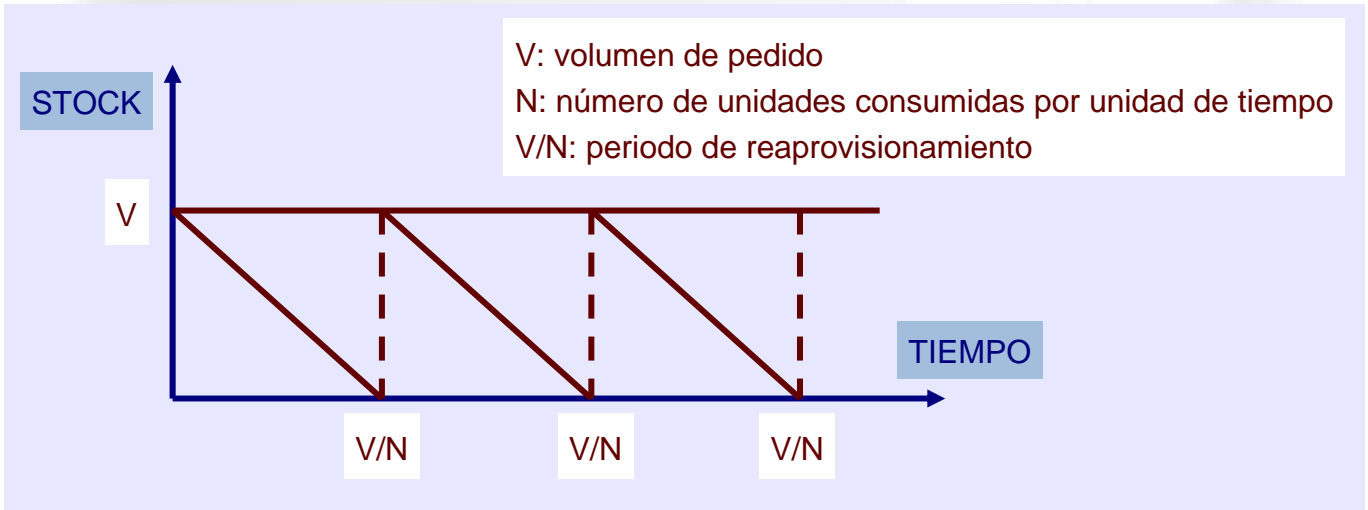 V: volumen de pedido
N: número de unidades consumidas por unidad de tiempo
V/N: periodo de reaprovisionamiento
STOCK
V
TIEMPO
V/N
V/N
V/N